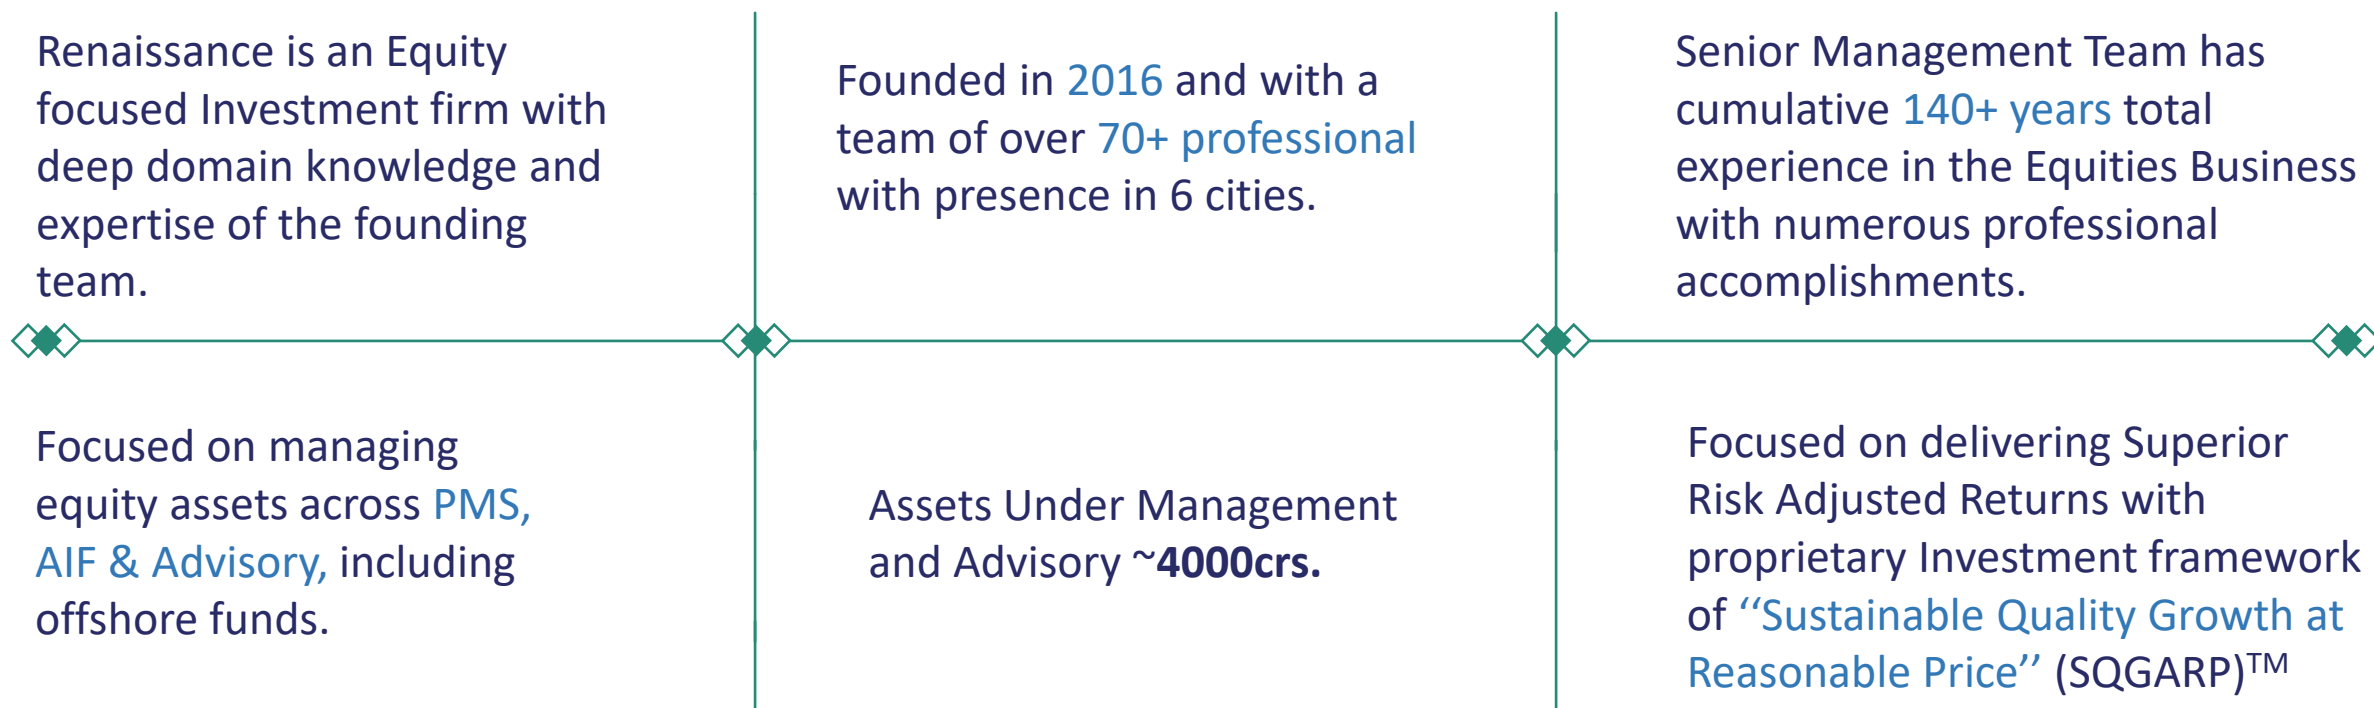 Renaissance is an Equity
focused Investment firm with
deep domain knowledge and
expertise of the founding
team.
Founded in 2016 and with a
team of over 70+ professional
with presence in 6 cities.
Senior Management Team has
cumulative 140+ years total
experience in the Equities Business
with numerous professional
accomplishments.
Focused on managing
equity assets across PMS,
AIF & Advisory, including
offshore funds.
Assets Under Management
and Advisory ~4000crs.
Focused on delivering Superior
Risk Adjusted Returns with
proprietary Investment framework
of ‘‘Sustainable Quality Growth at
Reasonable Price’’ (SQGARP)™